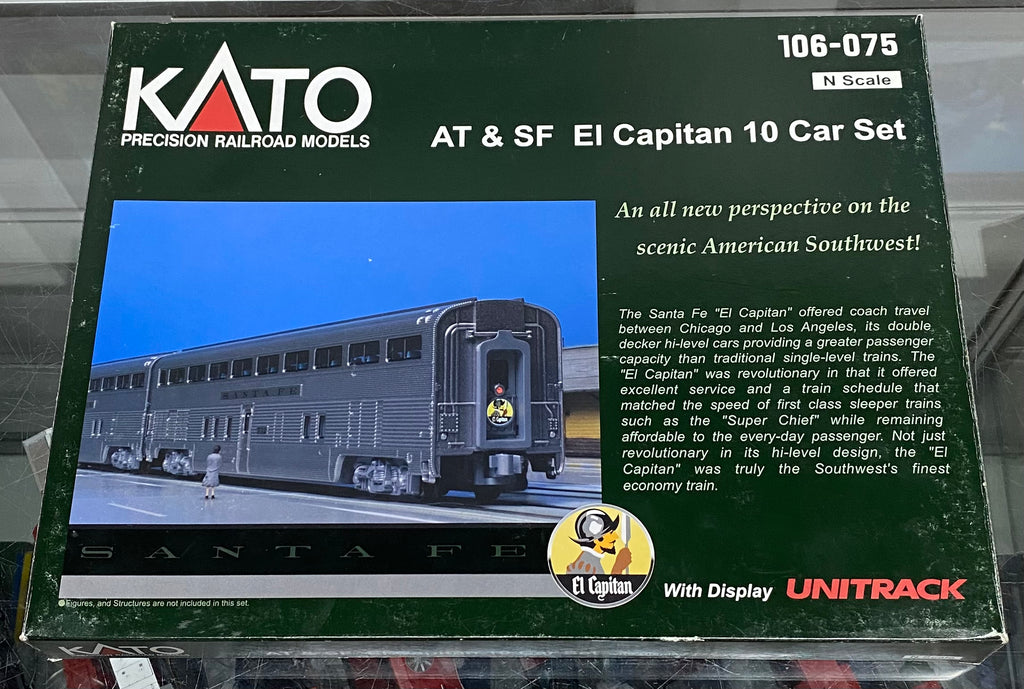 KATO
PRECISION RAILROAD MODELS
106-075
N Scale
AT & SF El Capitan 10 Car Set
An all new perspective on the
scenic American Southwest!
The Santa Fe "El Capitan" offered coach travel
between Chicago and Los Angeles, its double
decker hi-level cars providing a greater passenger
capacity than traditional single-level trains. The
"El Capitan" was revolutionary in that it offered
excellent service and a train schedule that
matched the speed of first class sleeper trains
such as the "Super Chief" while remaining
affordable to the every-day passenger. Not just
revolutionary in its hi-level design, the "El
Capitan" was truly the Southwest's finest
economy train.
SANTA FE
SANTA FE
El Capitan
With Display UNITRACK
Figures, and Structures are not included in this set.
KATO